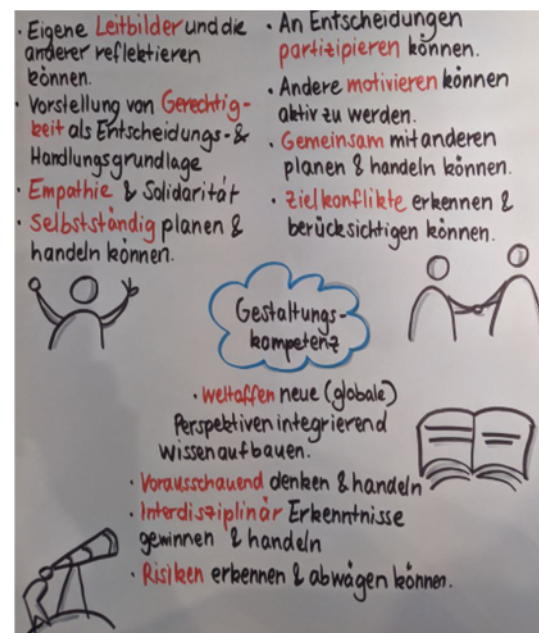 · Eigene Leitbilder und die
anderer reflektieren
können.
· Vorstellung von Gerechtig-
keit als Entscheidungs- &
Handlungsgrundlage
· Empathie & Solidarität
· Selbstständig planen &
handeln können.
· An Entscheidungen
partizipieren können.
· Andere motivieren können
aktiv zu werden.
· Gemeinsam mit anderen
planen & handeln können.
· Zielkonflikte erkennen &
berücksichtigen können.
Gestaltungs-
kompetenz
· Weltoffen neue (globale)
Perspektiven integrierend
Wissen aufbauen.
· Vorausschauend denken & handeln
· Interdisziplinär Erkenntnisse
gewinnen & handeln
· Risiken erkennen & abwägen können.